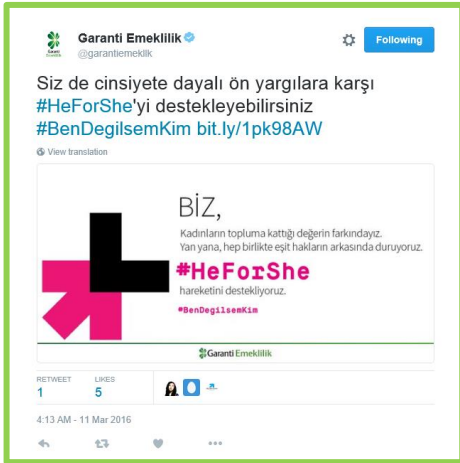 Garanti Emeklilik
@garantiemeklik
Following
Siz de cinsiyete dayalı ön yargılara karşı
#HeForShe'yi destekleyebilirsiniz
#BenDegilsemKim bit.ly/1pk98AW
View translation
BİZ,
Kadınların topluma kattığı değerin farkındayız.
Yan yana, hep birlikte eşit hakların arkasında duruyoruz.
#HeForShe
hareketini destekliyoruz.
#BenDegilsemKim
Garanti Emeklilik
RETWEET LIKES
1 5
4:13 AM - 11 Mar 2016